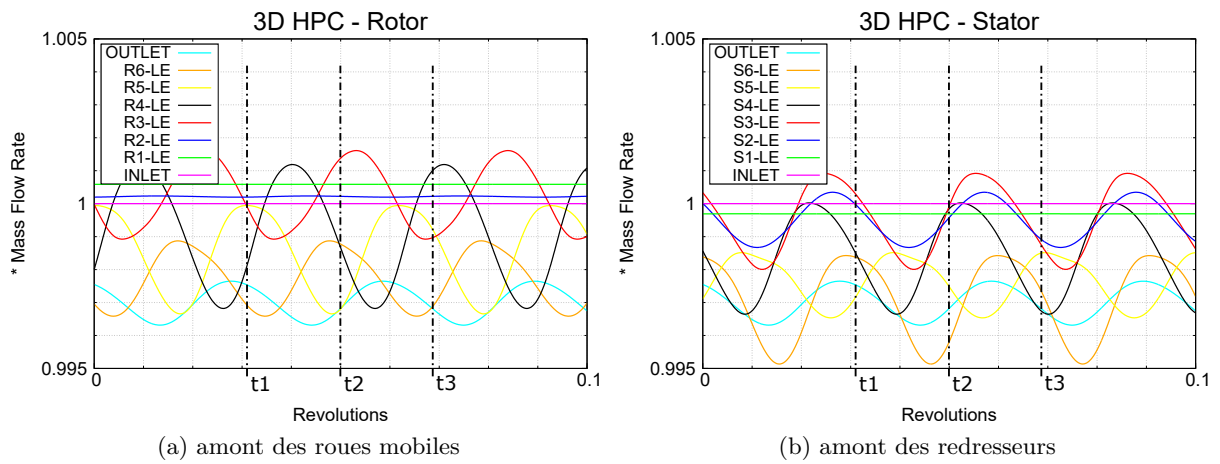 3D HPC - Rotor
1.005
OUTLET
R6-LE
R5-LE
R4-LE
R3-LE
R2-LE
R1-LE
INLET
* Mass Flow Rate
1
0.995
0
t1
t2
t3
0.1
Revolutions
(a) amont des roues mobiles
3D HPC - Stator
1.005
OUTLET
S6-LE
S5-LE
S4-LE
S3-LE
S2-LE
S1-LE
INLET
* Mass Flow Rate
1
0.995
0
t1
t2
t3
0.1
Revolutions
(b) amont des redresseurs